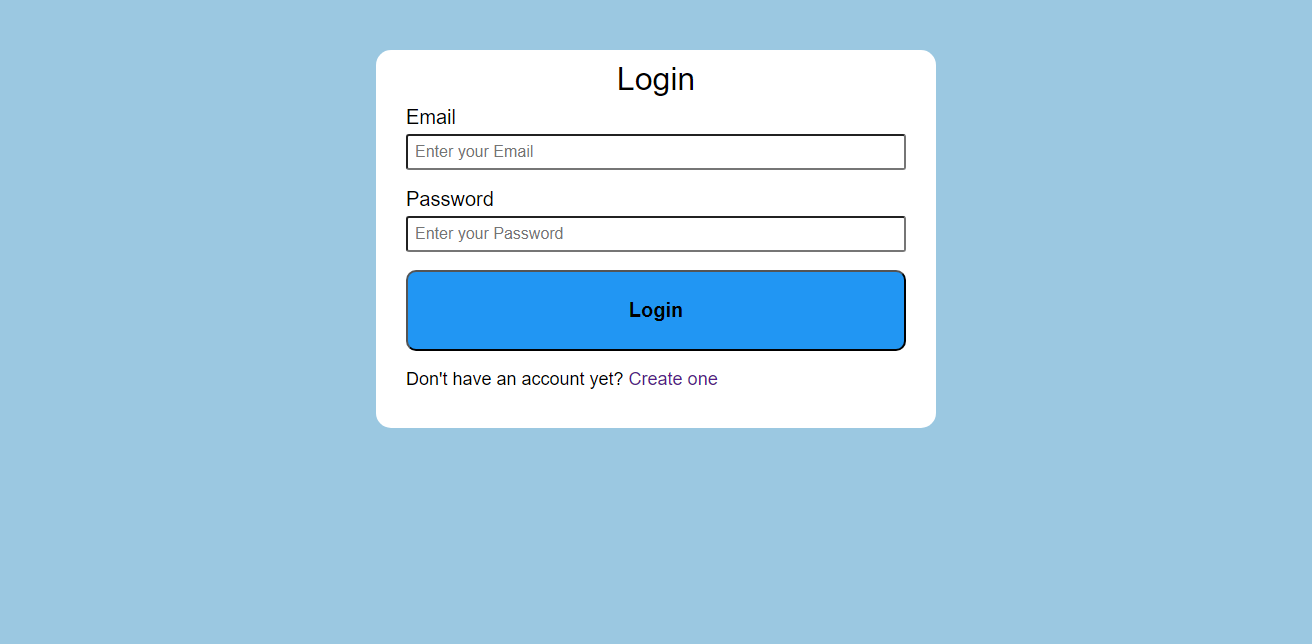 Login
Email
Enter your Email
Password
Enter your Password
Login
Don't have an account yet? Create one